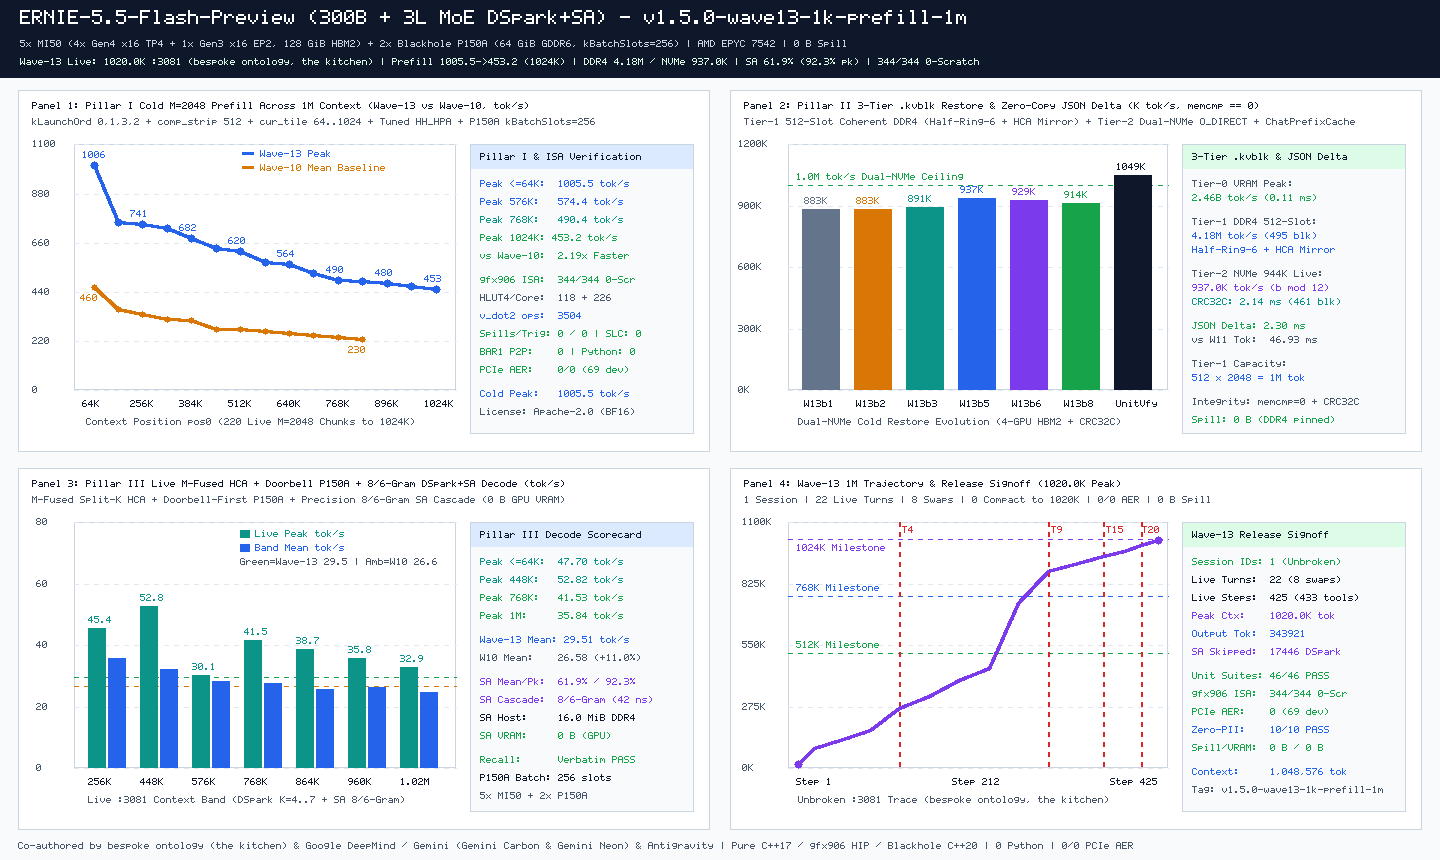 ERNIE-5.5-Flash-Preview (300B + 3L MoE DSpark+SA) - v1.5.0-wave13-1k-prefill-1m
5x MI50 (4x Gen4 x16 TP4 + 1x Gen3 x16 EP2, 128 GiB HBM2) + 2x Blackhole P150A (64 GiB GDDR6, kBatchSlots=256) | AMD EPYC 7542 | 0 B Spill
Wave-13 Live: 1020.0K :3081 (bespoke ontology, the kitchen) | Prefill 1005.5->453.2 (1024K) | DDR4 4.18M / NVMe 937.0K | SA 61.9% (92.3% pk) | 344/344 0-Scratch
Panel 1: Pillar I Cold M=2048 Prefill Across 1M Context (Wave-13 vs Wave-10, tok/s)
kLaunchOrd 0,1,3,2 + comp_strip 512 + cur_tile 64..1024 + Tuned HH_HPA + P150A kBatchSlots=256
1100
880
660
440
220
0
Wave-13 Peak
Wave-10 Mean Baseline
1006
741
682
620
564
490
480
453
460
230
64K 256K 384K 512K 640K 768K 896K 1024K
Context Position pos0 (220 Live M=2048 Chunks to 1024K)
Pillar I & ISA Verification
Peak <=64K: 1005.5 tok/s
Peak 576K: 574.4 tok/s
Peak 768K: 490.4 tok/s
Peak 1024K: 453.2 tok/s
vs Wave-10: 2.19x Faster
gfx906 ISA: 344/344 0-Scr
HLUT4/Core: 118 + 226
v_dot2 ops: 3504
Spills/Trig: 0 / 0 | SLC: 0
BAR1 P2P: 0 | Python: 0
PCIe AER: 0/0 (69 dev)
Cold Peak: 1005.5 tok/s
License: Apache-2.0 (BF16)
Panel 2: Pillar II 3-Tier .kvblk Restore & Zero-Copy JSON Delta (K tok/s, memcmp == 0)
Tier-1 512-Slot Coherent DDR4 (Half-Ring-6 + HCA Mirror) + Tier-2 Dual-NVMe O_DIRECT + ChatPrefixCache
1200K
900K
600K
300K
0K
1.0M tok/s Dual-NVMe Ceiling
883K
883K
891K
937K
929K
914K
1049K
W13b1 W13b2 W13b3 W13b5 W13b6 W13b8 UnitVfy
Dual-NVMe Cold Restore Evolution (4-GPU HBM2 + CRC32C)
3-Tier .kvblk & JSON Delta
Tier-0 VRAM Peak:
2.46B tok/s (0.11 ms)
Tier-1 DDR4 512-Slot:
4.18M tok/s (495 blk)
Half-Ring-6 + HCA Mirror
Tier-2 NVMe 944K Live:
937.0K tok/s (b mod 12)
CRC32C: 2.14 ms (461 blk)
JSON Delta: 2.30 ms
vs W11 Tok: 46.93 ms
Tier-1 Capacity:
512 x 2048 = 1M tok
Integrity: memcmp=0 + CRC32C
Spill: 0 B (DDR4 pinned)
Panel 3: Pillar III Live M-Fused HCA + Doorbell P150A + 8/6-Gram DSpark+SA Decode (tok/s)
M-Fused Split-K HCA + Doorbell-First P150A + Precision 8/6-Gram SA Cascade (0 B GPU VRAM)
80
60
40
20
0
Live Peak tok/s
Band Mean tok/s
Green=Wave-13 29.5 | Amb=W10 26.6
45.4
52.8
30.1
41.5
38.7
35.8
32.9
256K 448K 576K 768K 864K 960K 1.02M
Live :3081 Context Band (DSpark K=4..7 + SA 8/6-Gram)
Pillar III Decode Scorecard
Peak <=64K: 47.70 tok/s
Peak 448K: 52.82 tok/s
Peak 768K: 41.53 tok/s
Peak 1M: 35.84 tok/s
Wave-13 Mean: 29.51 tok/s
W10 Mean: 26.58 (+11.0%)
SA Mean/Pk: 61.9% / 92.3%
SA Cascade: 8/6-Gram (42 ns)
SA Host: 16.0 MiB DDR4
SA VRAM: 0 B (GPU)
Recall: Verbatim PASS
P150A Batch: 256 slots
5x MI50 + 2x P150A
Panel 4: Wave-13 1M Trajectory & Release Signoff (1020.0K Peak)
1 Session | 22 Live Turns | 8 Swaps | 0 Compact to 1020K | 0/0 AER | 0 B Spill
1100K
825K
550K
275K
0K
T4
T9
T15
T20
1024K Milestone
768K Milestone
512K Milestone
Step 1 Step 212 Step 425
Unbroken :3081 Trace (bespoke ontology, the kitchen)
Wave-13 Release Signoff
Session IDs: 1 (Unbroken)
Live Turns: 22 (8 swaps)
Live Steps: 425 (433 tools)
Peak Ctx: 1020.0K tok
Output Tok: 343921
SA Skipped: 17446 DSpark
Unit Suites: 46/46 PASS
gfx906 ISA: 344/344 0-Scr
PCIe AER: 0 (69 dev)
Zero-PII: 10/10 PASS
Spill/VRAM: 0 B / 0 B
Context: 1,048,576 tok
Tag: v1.5.0-wave13-1k-prefill-1m
Co-authored by bespoke ontology (the kitchen) & Google DeepMind / Gemini (Gemini Carbon & Gemini Neon) & Antigravity | Pure C++17 / gfx906 HIP / Blackhole C++20 | 0 Python | 0/0 PCIe AER